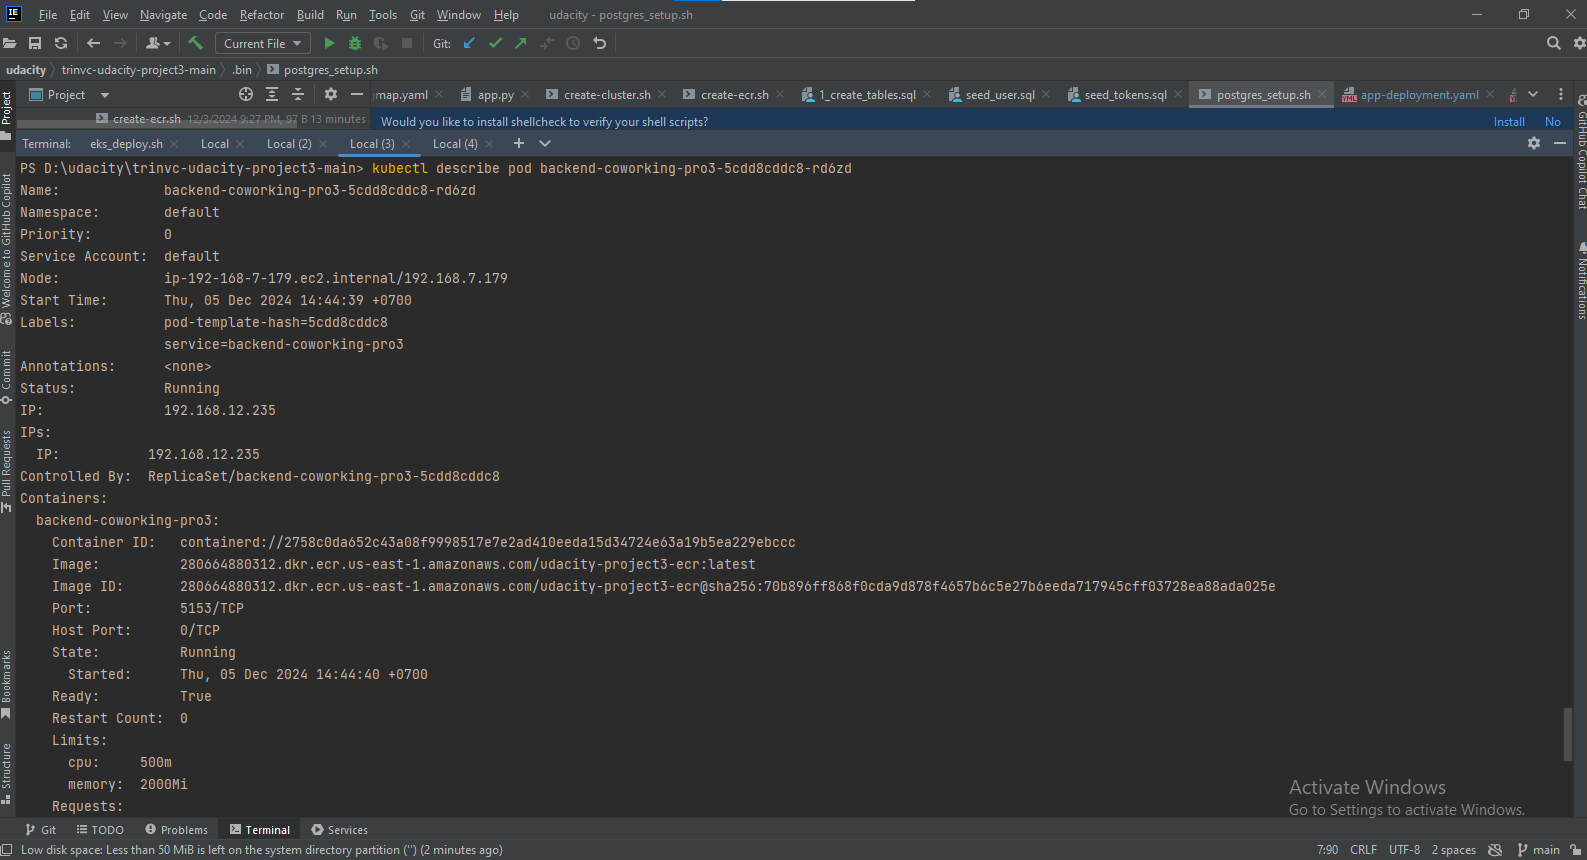 File Edit View Navigate Code Refactor Build Run Tools Git Window Help udacity - postgres_setup.sh
Current File Git:
udacity trinvc-udacity-project3-main .bin postgres_setup.sh
Project map.yaml app.py create-cluster.sh create-ecr.sh 1_create_tables.sql seed_user.sql seed_tokens.sql postgres_setup.sh app-deployment.yaml
create-ecr.sh 12/3/2024 9:27 PM, 97 B 13 minutes
Would you like to install shellcheck to verify your shell scripts? Install No
Terminal: eks_deploy.sh Local Local (2) Local (3) Local (4)
PS D:\udacity\trinvc-udacity-project3-main> kubectl describe pod backend-coworking-pro3-5cdd8cddc8-rd6zd
Name: backend-coworking-pro3-5cdd8cddc8-rd6zd
Namespace: default
Priority: 0
Service Account: default
Node: ip-192-168-7-179.ec2.internal/192.168.7.179
Start Time: Thu, 05 Dec 2024 14:44:39 +0700
Labels: pod-template-hash=5cdd8cddc8
service=backend-coworking-pro3
Annotations: <none>
Status: Running
IP: 192.168.12.235
IPs:
IP: 192.168.12.235
Controlled By: ReplicaSet/backend-coworking-pro3-5cdd8cddc8
Containers:
backend-coworking-pro3:
Container ID: containerd://2758c0da652c43a08f9998517e7e2ad410eeda15d34724e63a19b5ea229ebccc
Image: 280664880312.dkr.ecr.us-east-1.amazonaws.com/udacity-project3-ecr:latest
Image ID: 280664880312.dkr.ecr.us-east-1.amazonaws.com/udacity-project3-ecr@sha256:70b896ff868f0cda9d878f4657b6c5e27b6eeda717945cff03728ea88ada025e
Port: 5153/TCP
Host Port: 0/TCP
State: Running
Started: Thu, 05 Dec 2024 14:44:40 +0700
Ready: True
Restart Count: 0
Limits:
cpu: 500m
memory: 2000Mi
Requests:
Activate Windows
Go to Settings to activate Windows.
Project
Welcome to GitHub Copilot
Commit
Pull Requests
Bookmarks
Structure
GitHub Copilot Chat
Notifications
Git TODO Problems Terminal Services
Low disk space: Less than 50 MiB is left on the system directory partition ('') (2 minutes ago) 7:90 CRLF UTF-8 2 spaces main